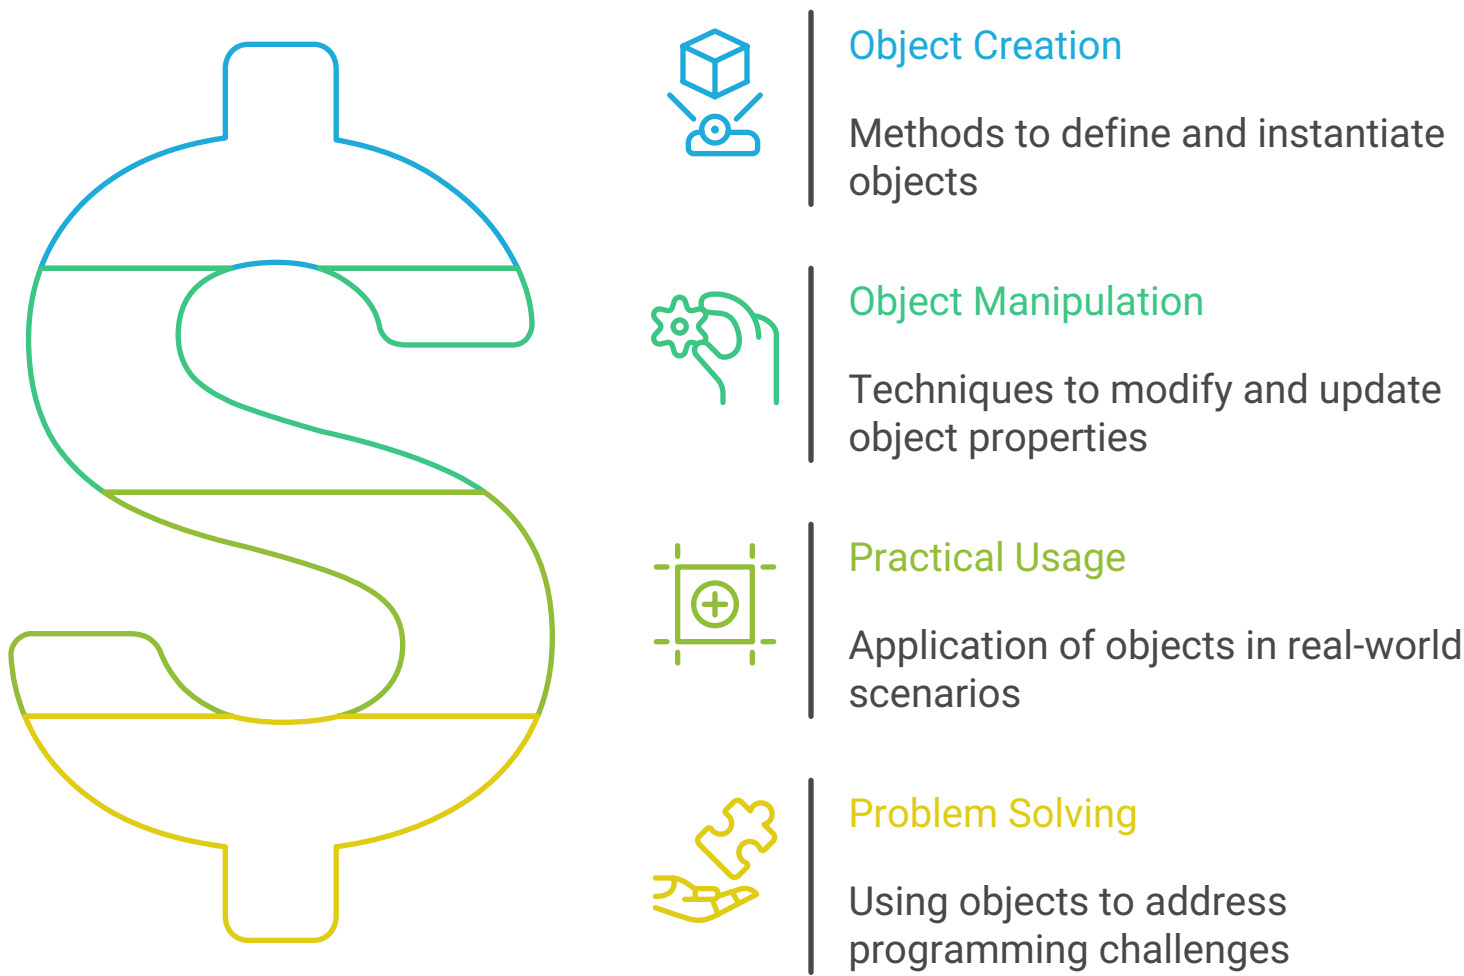 Object Creation
Methods to define and instantiate
objects
Object Manipulation
Techniques to modify and update
object properties
Practical Usage
Application of objects in real-world
scenarios
Problem Solving
Using objects to address
programming challenges